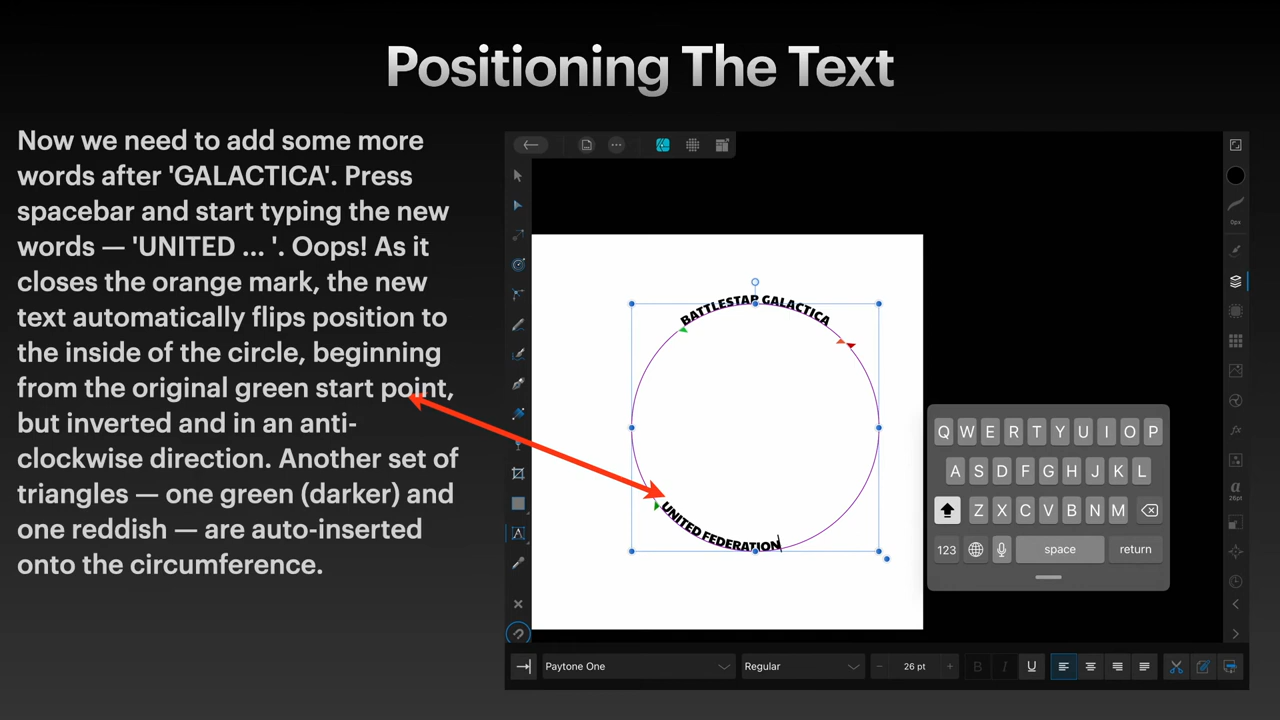 Positioning The Text
Now we need to add some more
words after 'GALACTICA'. Press
spacebar and start typing the new
words — 'UNITED ... '. Oops! As it
closes the orange mark, the new
text automatically flips position to
the inside of the circle, beginning
from the original green start point,
but inverted and in an anti-
clockwise direction. Another set of
triangles — one green (darker) and
one reddish — are auto-inserted
onto the circumference.
BATTLESTAR GALACTICA
UNITED FEDERATION
0px
fx
a
26pt
Q W E R T Y U I O P
A S D F G H J K L
Z X C V B N M
123 space return
Paytone One Regular - 26 pt + B I U